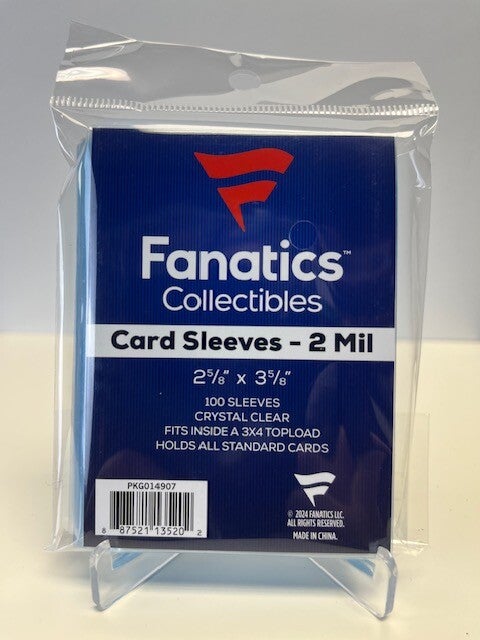 Fanatics™
Collectibles
Card Sleeves - 2 Mil
2⅝" x 3⅝"
100 SLEEVES
CRYSTAL CLEAR
FITS INSIDE A 3X4 TOPLOAD
HOLDS ALL STANDARD CARDS
PKG014907
8 87521 13520 2
© 2024 FANATICS LLC.
ALL RIGHTS RESERVED.
MADE IN CHINA.